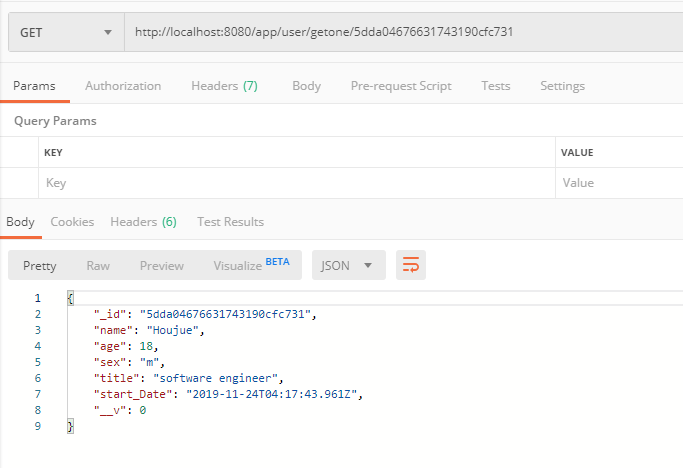 GET http://localhost:8080/app/user/getone/5dda04676631743190cfc731
Params Authorization Headers (7) Body Pre-request Script Tests Settings
Query Params
KEY VALUE
Key Value
Body Cookies Headers (6) Test Results
Pretty Raw Preview Visualize BETA JSON
1 {
2 "_id": "5dda04676631743190cfc731",
3 "name": "Houjue",
4 "age": 18,
5 "sex": "m",
6 "title": "software engineer",
7 "start_Date": "2019-11-24T04:17:43.961Z",
8 "__v": 0
9 }